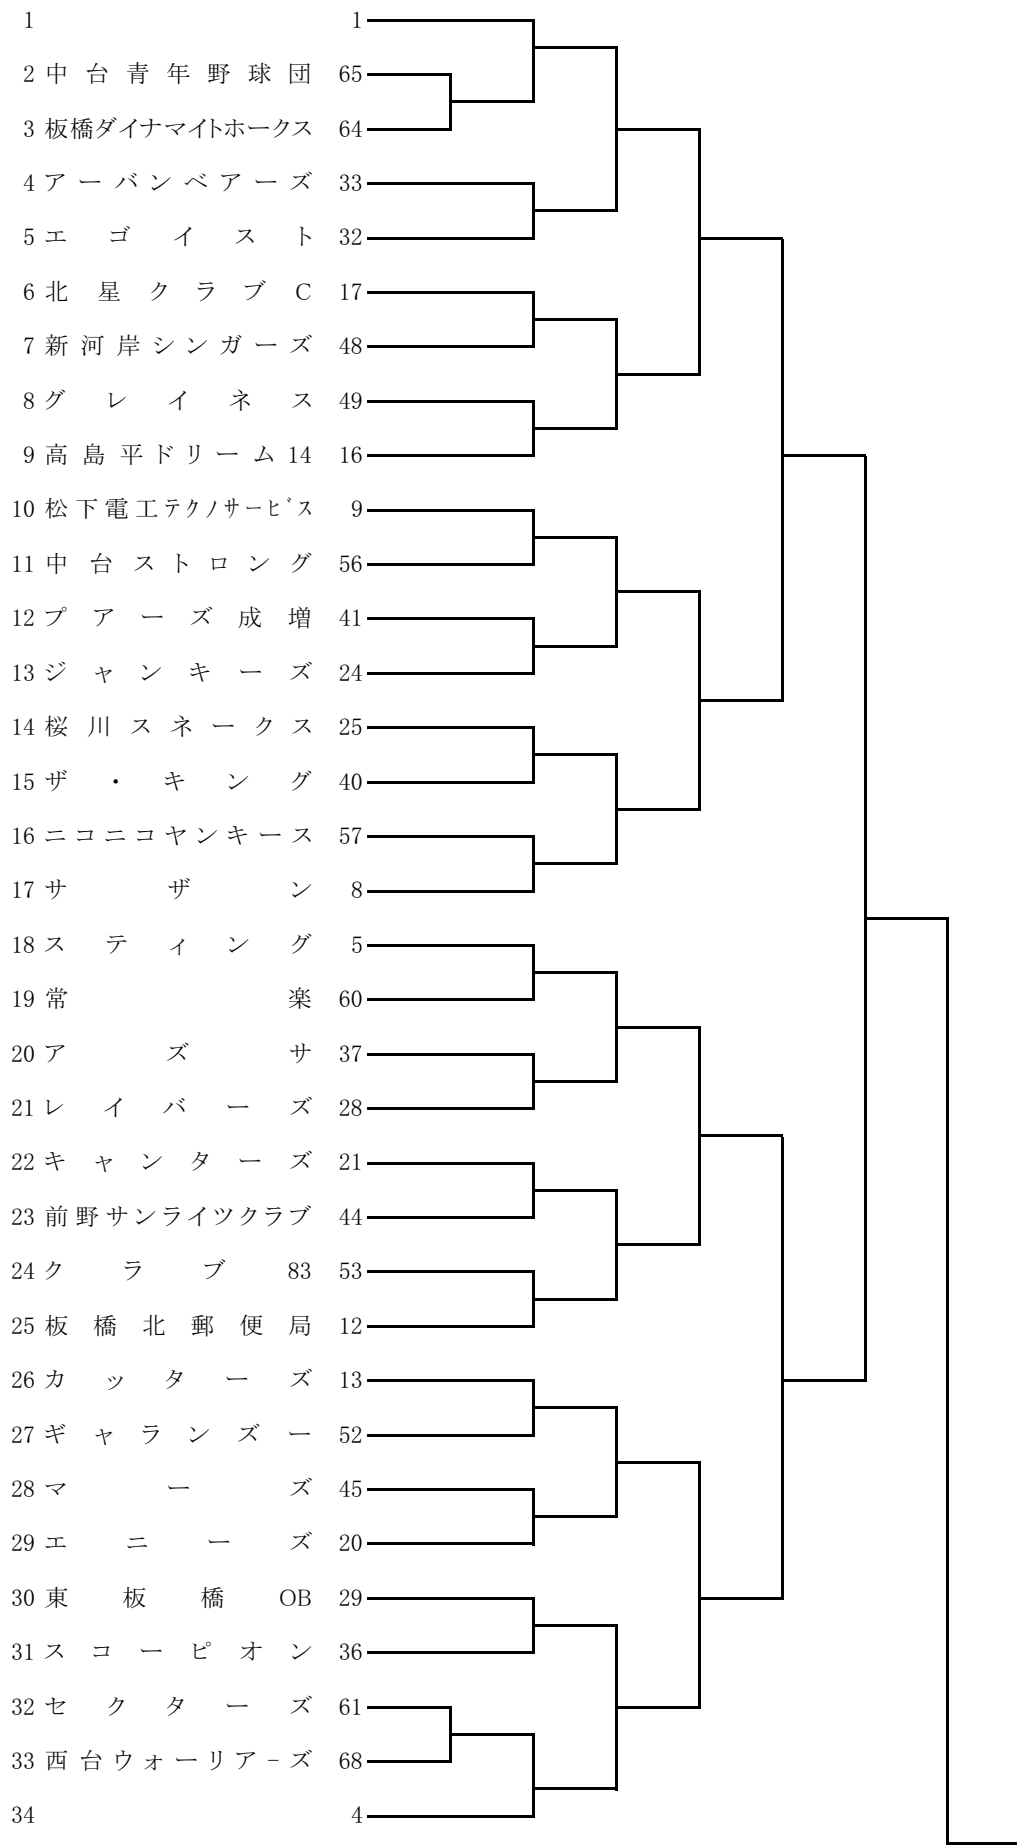 1 1
2 中台青年野球団 65
3 板橋ダイナマイトホークス 64
4 アーバンベアーズ 33
5 エゴイスト 32
6 北星クラブC 17
7 新河岸シンガーズ 48
8 グレイネス 49
9 高島平ドリーム14 16
10 松下電工テクノサービス 9
11 中台ストロング 56
12 プアーズ成増 41
13 ジャンキーズ 24
14 桜川スネークス 25
15 ザ・キング 40
16 ニコニコヤンキース 57
17 サザン 8
18 スティング 5
19 常楽 60
20 アズサ 37
21 レイバーズ 28
22 キャンターズ 21
23 前野サンライツクラブ 44
24 クラブ83 53
25 板橋北郵便局 12
26 カッターズ 13
27 ギャランズー 52
28 マーズ 45
29 エニーズ 20
30 東板橋OB 29
31 スコーピオン 36
32 セクターズ 61
33 西台ウォーリア－ズ 68
34 4